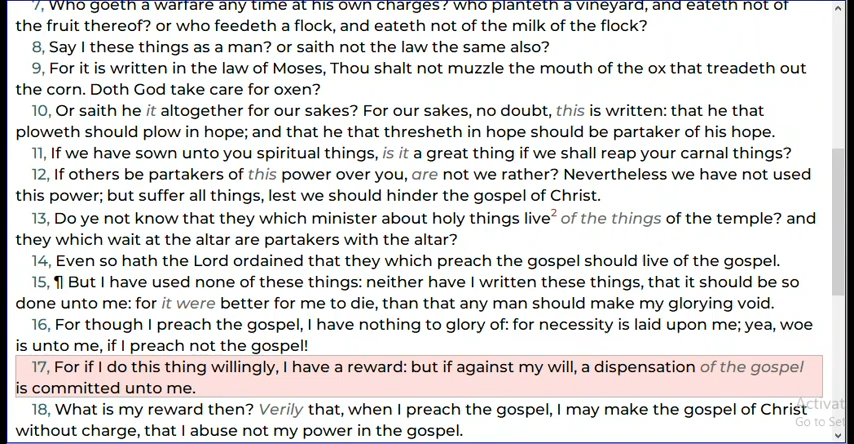 7, Who goeth a warfare any time at his own charges? who planteth a vineyard, and eateth not of
the fruit thereof? or who feedeth a flock, and eateth not of the milk of the flock?
8, Say I these things as a man? or saith not the law the same also?
9, For it is written in the law of Moses, Thou shalt not muzzle the mouth of the ox that treadeth out
the corn. Doth God take care for oxen?
10, Or saith he it altogether for our sakes? For our sakes, no doubt, this is written: that he that
ploweth should plow in hope; and that he that thresheth in hope should be partaker of his hope.
11, If we have sown unto you spiritual things, is it a great thing if we shall reap your carnal things?
12, If others be partakers of this power over you, are not we rather? Nevertheless we have not used
this power; but suffer all things, lest we should hinder the gospel of Christ.
13, Do ye not know that they which minister about holy things live2 of the things of the temple? and
they which wait at the altar are partakers with the altar?
14, Even so hath the Lord ordained that they which preach the gospel should live of the gospel.
15, ¶ But I have used none of these things: neither have I written these things, that it should be so
done unto me: for it were better for me to die, than that any man should make my glorying void.
16, For though I preach the gospel, I have nothing to glory of: for necessity is laid upon me; yea, woe
is unto me, if I preach not the gospel!
17, For if I do this thing willingly, I have a reward: but if against my will, a dispensation of the gospel
is committed unto me.
18, What is my reward then? Verily that, when I preach the gospel, I may make the gospel of Christ
without charge, that I abuse not my power in the gospel.
Activat
Go to Set